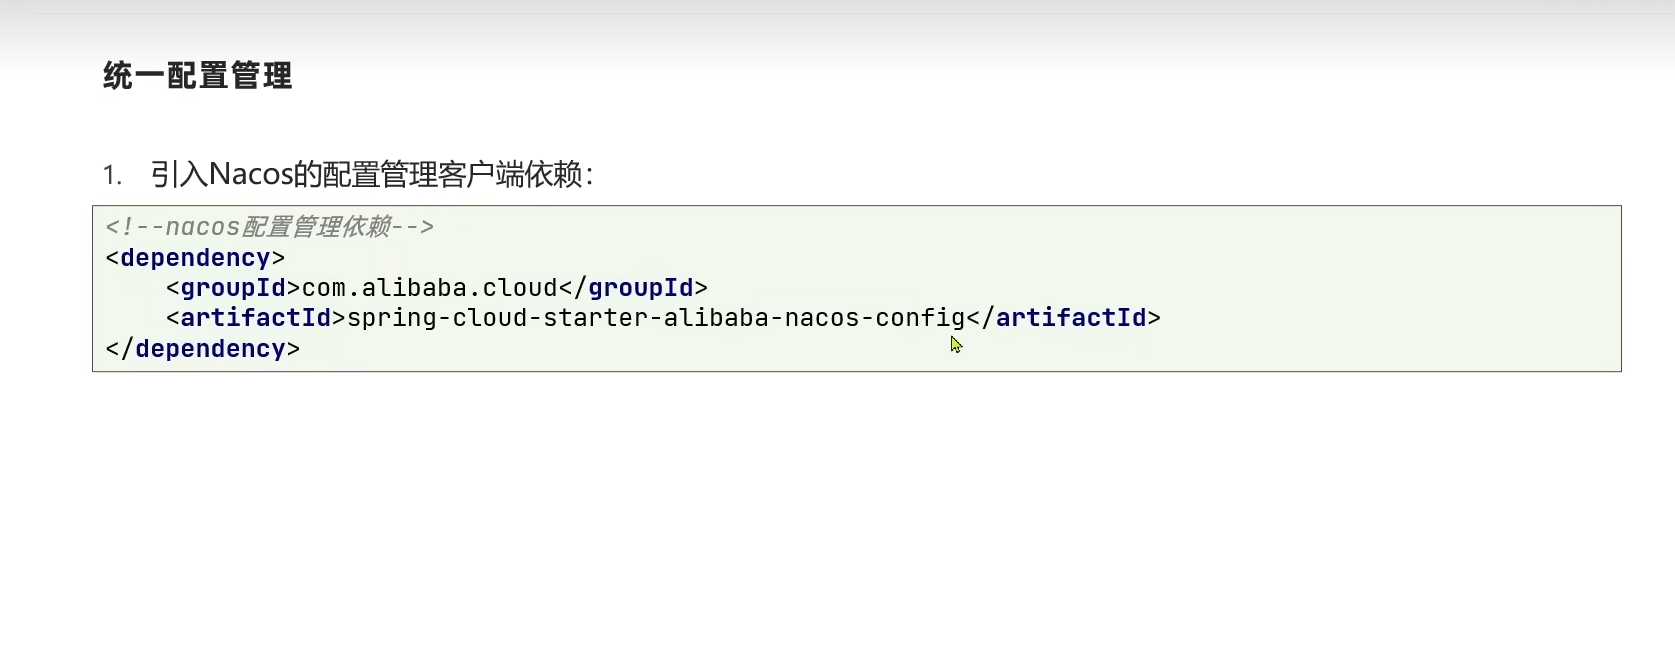 统一配置管理
1. 引入Nacos的配置管理客户端依赖：
<!--nacos配置管理依赖-->
<dependency>
    <groupId>com.alibaba.cloud</groupId>
    <artifactId>spring-cloud-starter-alibaba-nacos-config</artifactId>
</dependency>